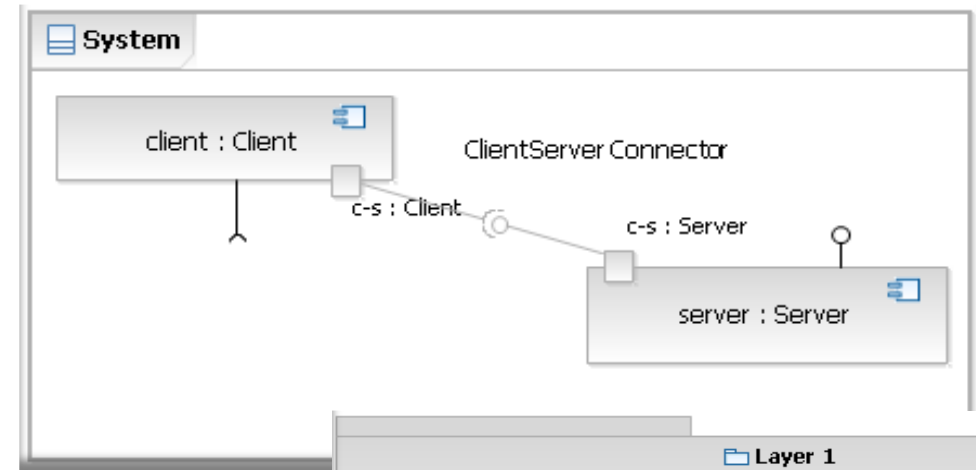 System
client : Client
ClientServer Connector
c-s : Client
c-s : Server
server : Server
Layer 1